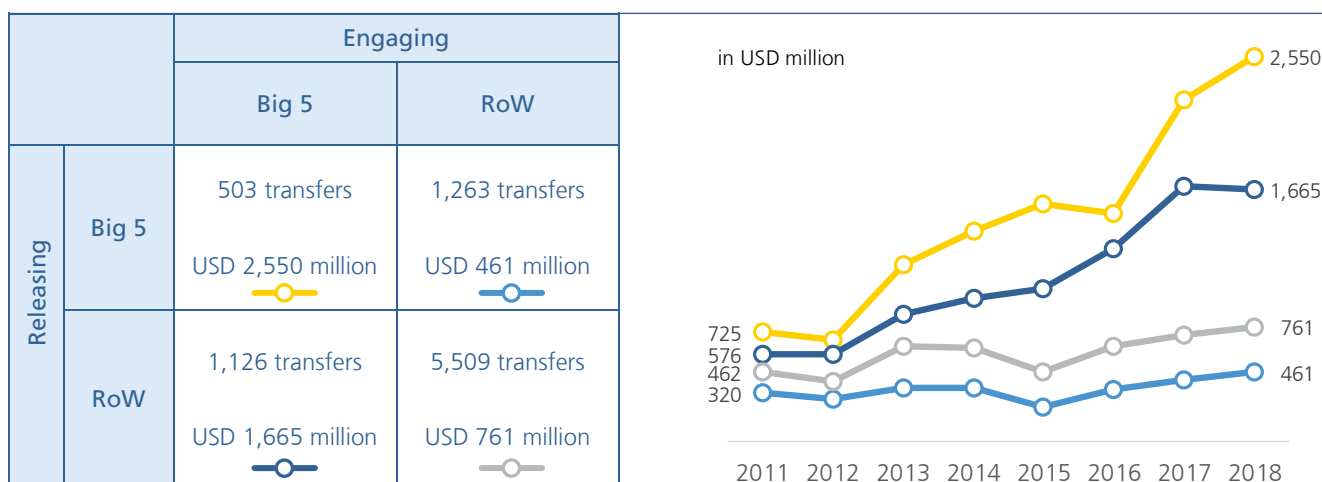 Engaging
Big 5
RoW
Releasing
Big 5
503 transfers
USD 2,550 million
1,263 transfers
USD 461 million
RoW
1,126 transfers
USD 1,665 million
5,509 transfers
USD 761 million
in USD million
2,550
1,665
761
461
725
576
462
320
2011 2012 2013 2014 2015 2016 2017 2018